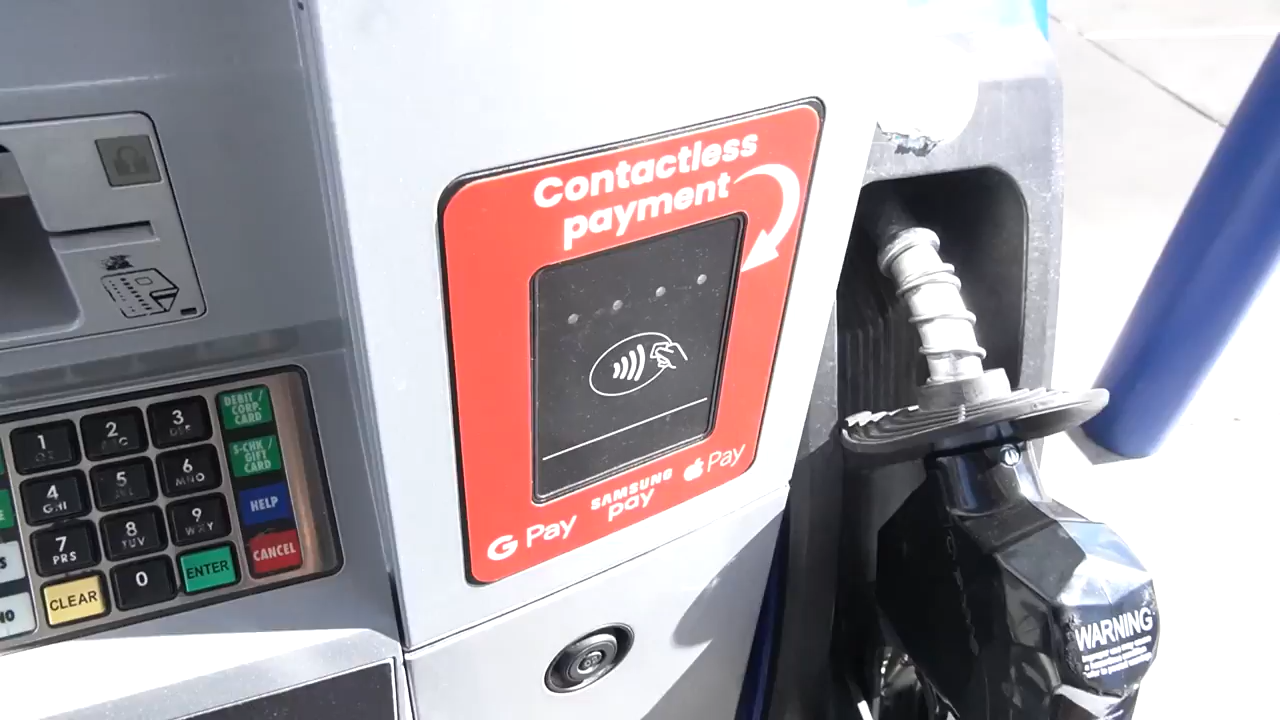 Contactless
payment
G Pay
SAMSUNG
pay
Pay
1
2
ABC
3
DEF
DEBIT /
CORP.
CARD
4
GHI
5
JKL
6
MNO
S-CHK /
GIFT
CARD
7
PRS
8
TUV
9
WXY
HELP
CLEAR
0
ENTER
CANCEL
NO
WARNING